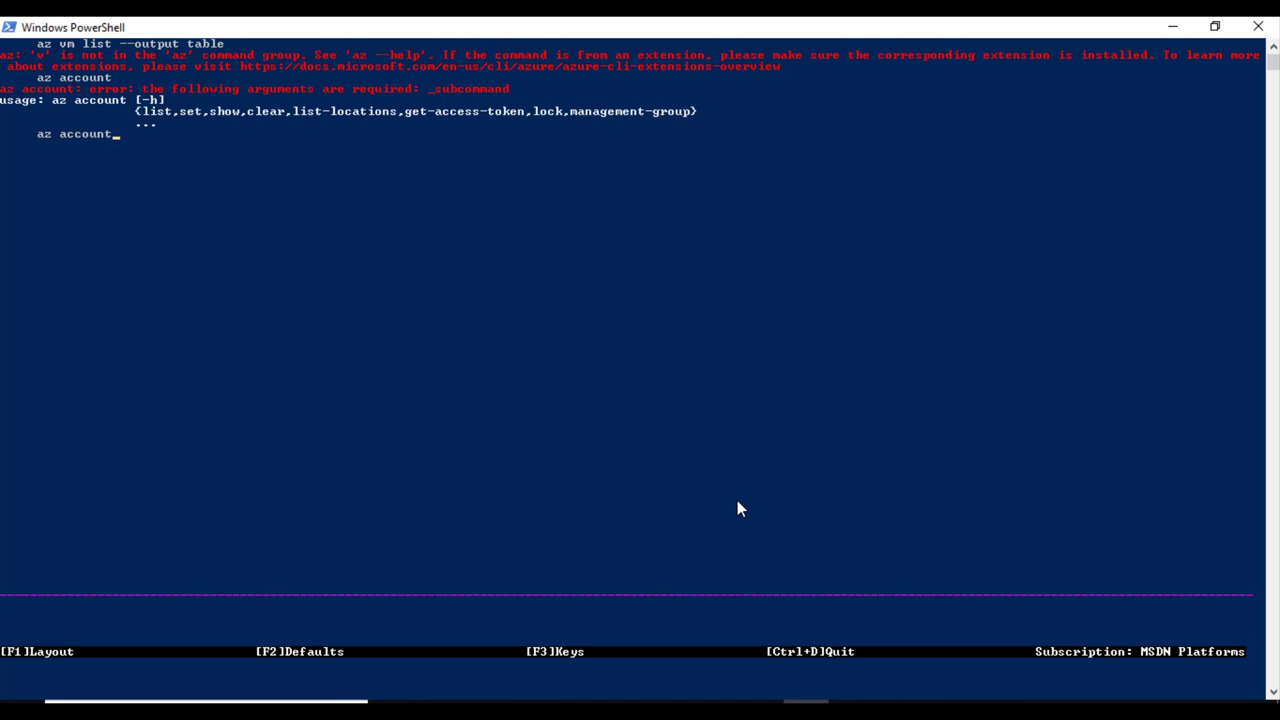 Windows PowerShell
az vm list --output table
az: 'v' is not in the 'az' command group. See 'az --help'. If the command is from an extension, please make sure the corresponding extension is installed. To learn more
about extensions, please visit https://docs.microsoft.com/en-us/cli/azure/azure-cli-extensions-overview
az account
az account: error: the following arguments are required: _subcommand
usage: az account [-h]
{list,set,show,clear,list-locations,get-access-token,lock,management-group}
...
az account_
[F1]Layout [F2]Defaults [F3]Keys [Ctrl+D]Quit Subscription: MSDN Platforms